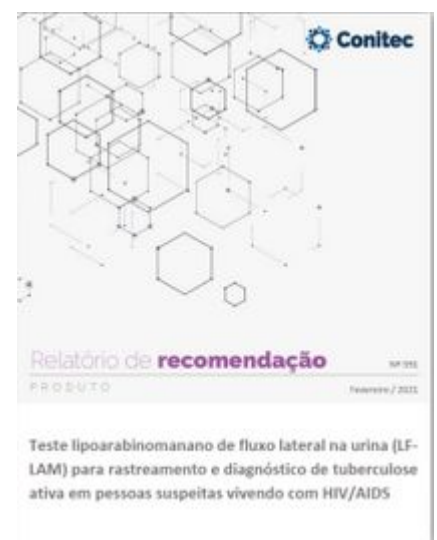 Conitec
Relatório de recomendação
PRODUTO
Fevereiro / 2021
Teste lipoarabinomanano de fluxo lateral na urina (LF-
LAM) para rastreamento e diagnóstico de tuberculose
ativa em pessoas suspeitas vivendo com HIV/AIDS